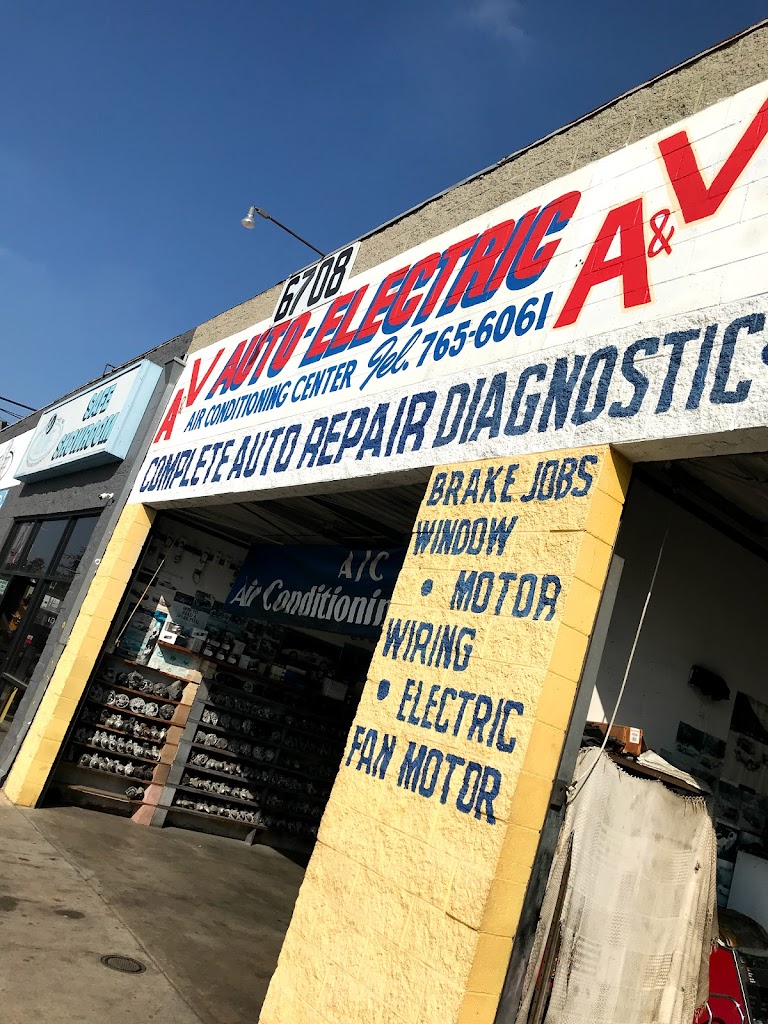 6708
A&V AUTO-ELECTRIC
AIR CONDITIONING CENTER Tel. 765-6061
A&V
COMPLETE AUTO REPAIR DIAGNOSTIC
BRAKE JOBS
WINDOW
• MOTOR
WIRING
• ELECTRIC
FAN MOTOR
A/C
Air Conditionin
SHOWROOM